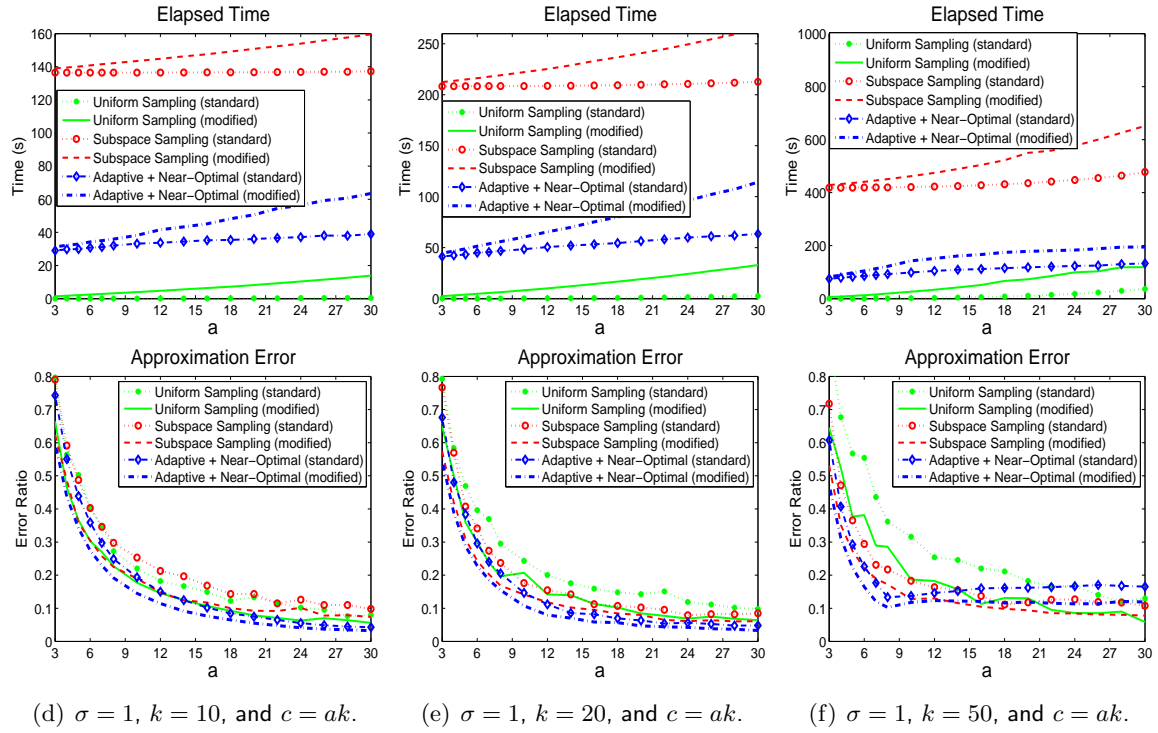 Elapsed Time
Time (s)
160
140
120
100
80
60
40
20
0
Uniform Sampling (standard)
Uniform Sampling (modified)
Subspace Sampling (standard)
Subspace Sampling (modified)
Adaptive + Near−Optimal (standard)
Adaptive + Near−Optimal (modified)
3 6 9 12 15 18 21 24 27 30
a
Elapsed Time
Time (s)
250
200
150
100
50
0
Uniform Sampling (standard)
Uniform Sampling (modified)
Subspace Sampling (standard)
Subspace Sampling (modified)
Adaptive + Near−Optimal (standard)
Adaptive + Near−Optimal (modified)
3 6 9 12 15 18 21 24 27 30
a
Elapsed Time
Time (s)
1000
800
600
400
200
0
Uniform Sampling (standard)
Uniform Sampling (modified)
Subspace Sampling (standard)
Subspace Sampling (modified)
Adaptive + Near−Optimal (standard)
Adaptive + Near−Optimal (modified)
3 6 9 12 15 18 21 24 27 30
a
Approximation Error
Error Ratio
0.8
0.7
0.6
0.5
0.4
0.3
0.2
0.1
0
Uniform Sampling (standard)
Uniform Sampling (modified)
Subspace Sampling (standard)
Subspace Sampling (modified)
Adaptive + Near−Optimal (standard)
Adaptive + Near−Optimal (modified)
3 6 9 12 15 18 21 24 27 30
a
Approximation Error
Error Ratio
0.8
0.7
0.6
0.5
0.4
0.3
0.2
0.1
0
Uniform Sampling (standard)
Uniform Sampling (modified)
Subspace Sampling (standard)
Subspace Sampling (modified)
Adaptive + Near−Optimal (standard)
Adaptive + Near−Optimal (modified)
3 6 9 12 15 18 21 24 27 30
a
Approximation Error
Error Ratio
0.8
0.7
0.6
0.5
0.4
0.3
0.2
0.1
0
Uniform Sampling (standard)
Uniform Sampling (modified)
Subspace Sampling (standard)
Subspace Sampling (modified)
Adaptive + Near−Optimal (standard)
Adaptive + Near−Optimal (modified)
3 6 9 12 15 18 21 24 27 30
a
(d) σ = 1, k = 10, and c = ak.
(e) σ = 1, k = 20, and c = ak.
(f) σ = 1, k = 50, and c = ak.